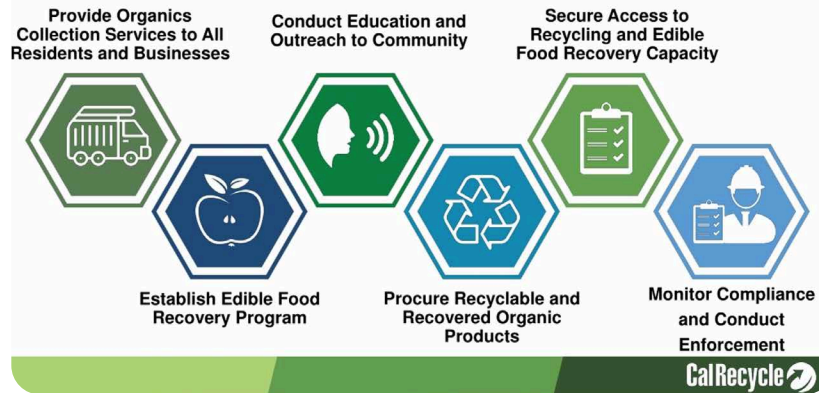 Provide Organics
Collection Services to All
Residents and Businesses
Conduct Education and
Outreach to Community
Secure Access to
Recycling and Edible
Food Recovery Capacity
Establish Edible Food
Recovery Program
Procure Recyclable and
Recovered Organic
Products
Monitor Compliance
and Conduct
Enforcement
CalRecycle